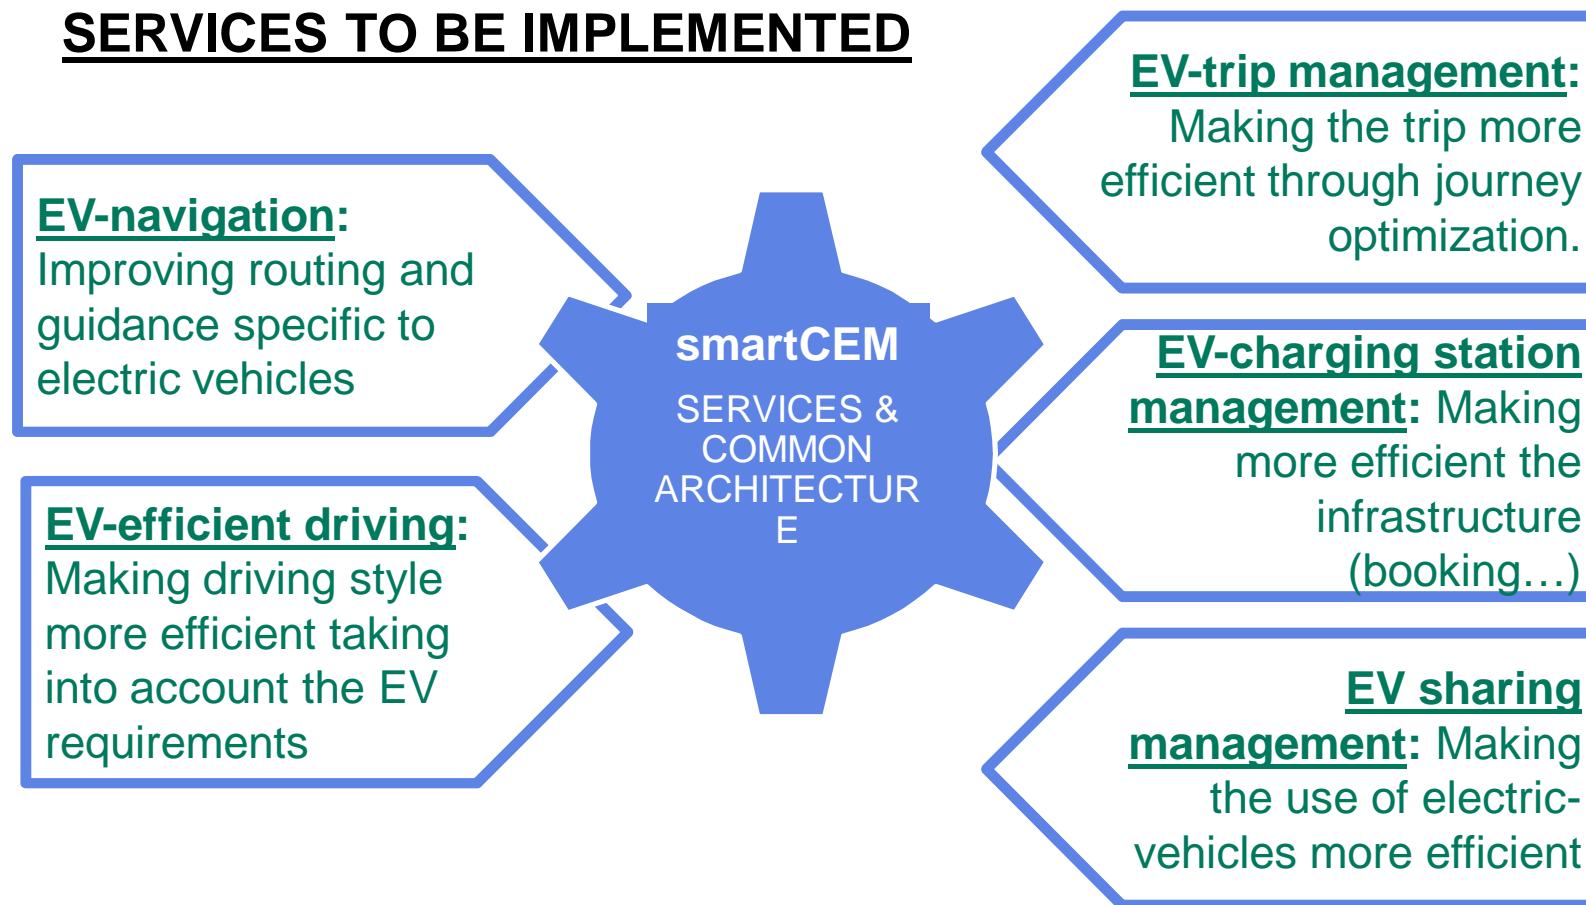 SERVICES TO BE IMPLEMENTED
EV-navigation:
Improving routing and
guidance specific to
electric vehicles
EV-efficient driving:
Making driving style
more efficient taking
into account the EV
requirements
smartCEM
SERVICES &
COMMON
ARCHITECTUR
E
EV-trip management:
Making the trip more
efficient through journey
optimization.
EV-charging station
management: Making
more efficient the
infrastructure
(booking…)
EV sharing
management: Making
the use of electric-
vehicles more efficient